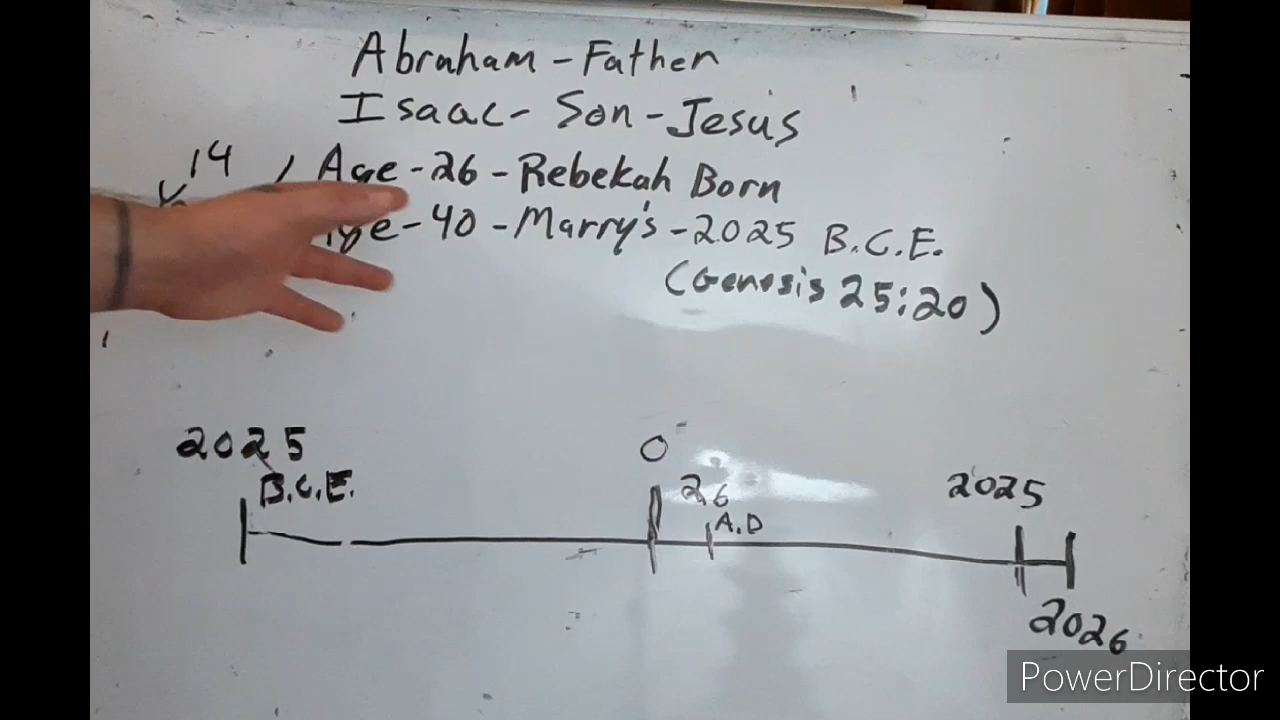 Abraham - Father
Isaac - Son - Jesus
14
Age - 26 - Rebekah Born
Age - 40 - Marry's - 2025 B.C.E.
(Genesis 25:20)
2025
B.C.E.
0
26
A.D
2025
2026
PowerDirector